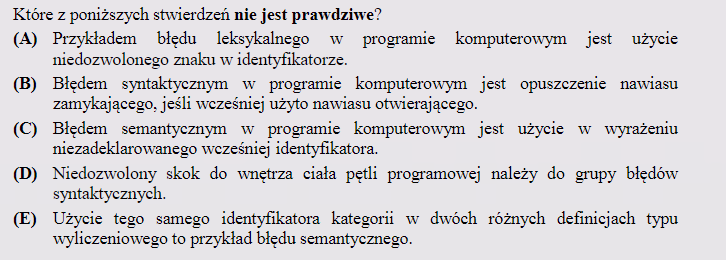 Które z poniższych stwierdzeń nie jest prawdziwe?
(A) Przykładem błędu leksykalnego w programie komputerowym jest użycie
niedozwolonego znaku w identyfikatorze.
(B) Błędem syntaktycznym w programie komputerowym jest opuszczenie nawiasu
zamykającego, jeśli wcześniej użyto nawiasu otwierającego.
(C) Błędem semantycznym w programie komputerowym jest użycie w wyrażeniu
niezadeklarowanego wcześniej identyfikatora.
(D) Niedozwolony skok do wnętrza ciała pętli programowej należy do grupy błędów
syntaktycznych.
(E) Użycie tego samego identyfikatora kategorii w dwóch różnych definicjach typu
wyliczeniowego to przykład błędu semantycznego.